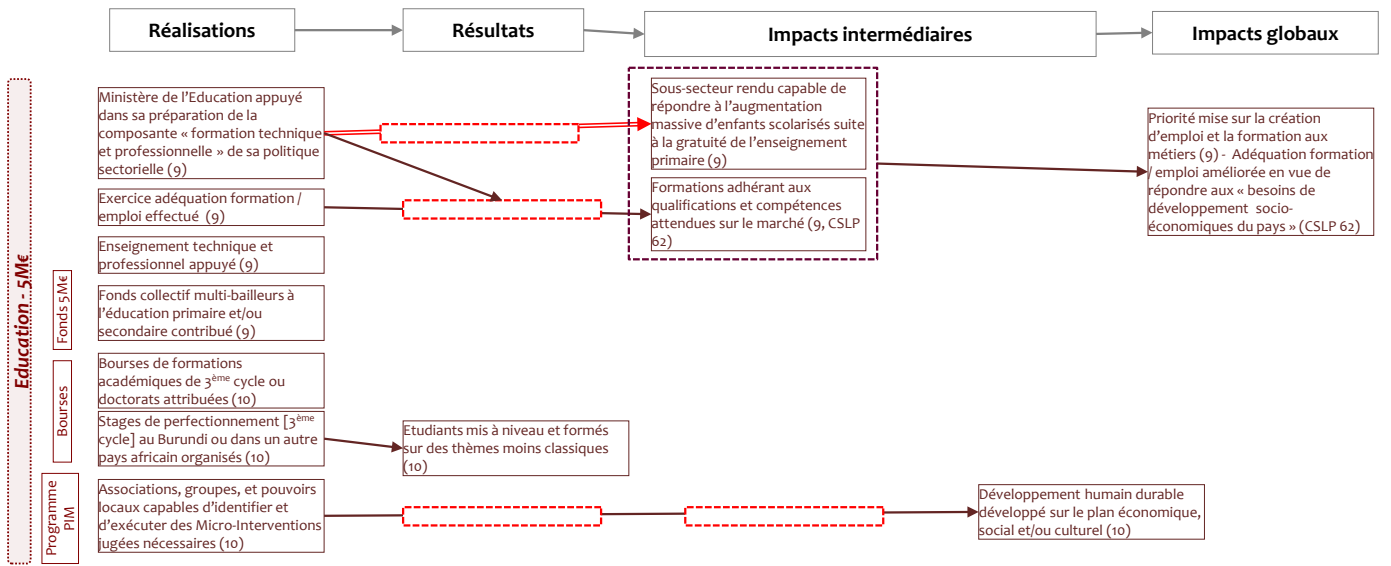 Réalisations
Résultats
Impacts intermédiaires
Impacts globaux
Education - 5M€
Ministère de l'Education appuyé
dans sa préparation de la
composante « formation technique
et professionnelle » de sa politique
sectorielle (9)
Sous-secteur rendu capable de
répondre à l'augmentation
massive d'enfants scolarisés suite
à la gratuité de l'enseignement
primaire (9)
Priorité mise sur la création
d'emploi et la formation aux
métiers (9) - Adéquation formation
/ emploi améliorée en vue de
répondre aux « besoins de
développement socio-
économiques du pays » (CSLP 62)
Exercice adéquation formation /
emploi effectué (9)
Formations adhérant aux
qualifications et compétences
attendues sur le marché (9, CSLP
62)
Enseignement technique et
professionnel appuyé (9)
Fonds 5M€
Fonds collectif multi-bailleurs à
l'éducation primaire et/ou
secondaire contribué (9)
Bourses
Bourses de formations
académiques de 3ème cycle ou
doctorats attribuées (10)
Stages de perfectionnement [3ème
cycle] au Burundi ou dans un autre
pays africain organisés (10)
Etudiants mis à niveau et formés
sur des thèmes moins classiques
(10)
Programme
PIM
Associations, groupes, et pouvoirs
locaux capables d'identifier et
d'exécuter des Micro-Interventions
jugées nécessaires (10)
Développement humain durable
développé sur le plan économique,
social et/ou culturel (10)